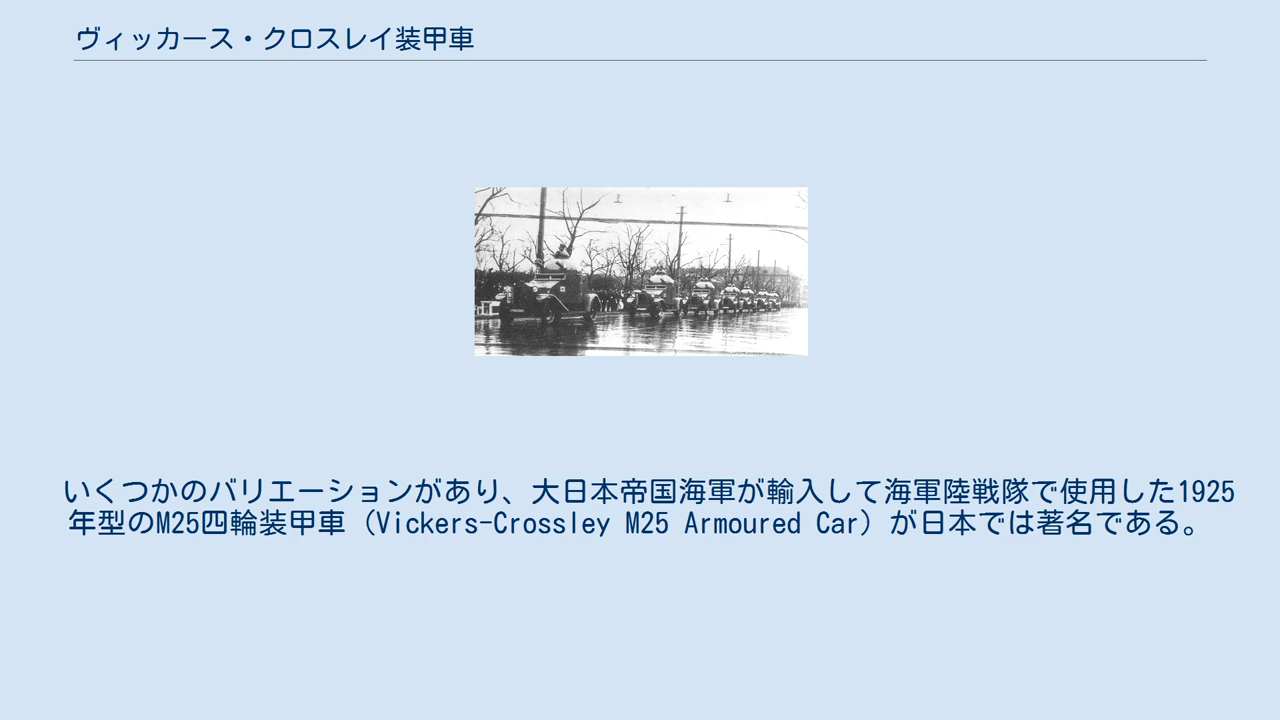 ヴィッカース・クロスレイ装甲車
いくつかのバリエーションがあり、大日本帝国海軍が輸入して海軍陸戦隊で使用した1925
年型のM25四輪装甲車（Vickers-Crossley M25 Armoured Car）が日本では著名である。